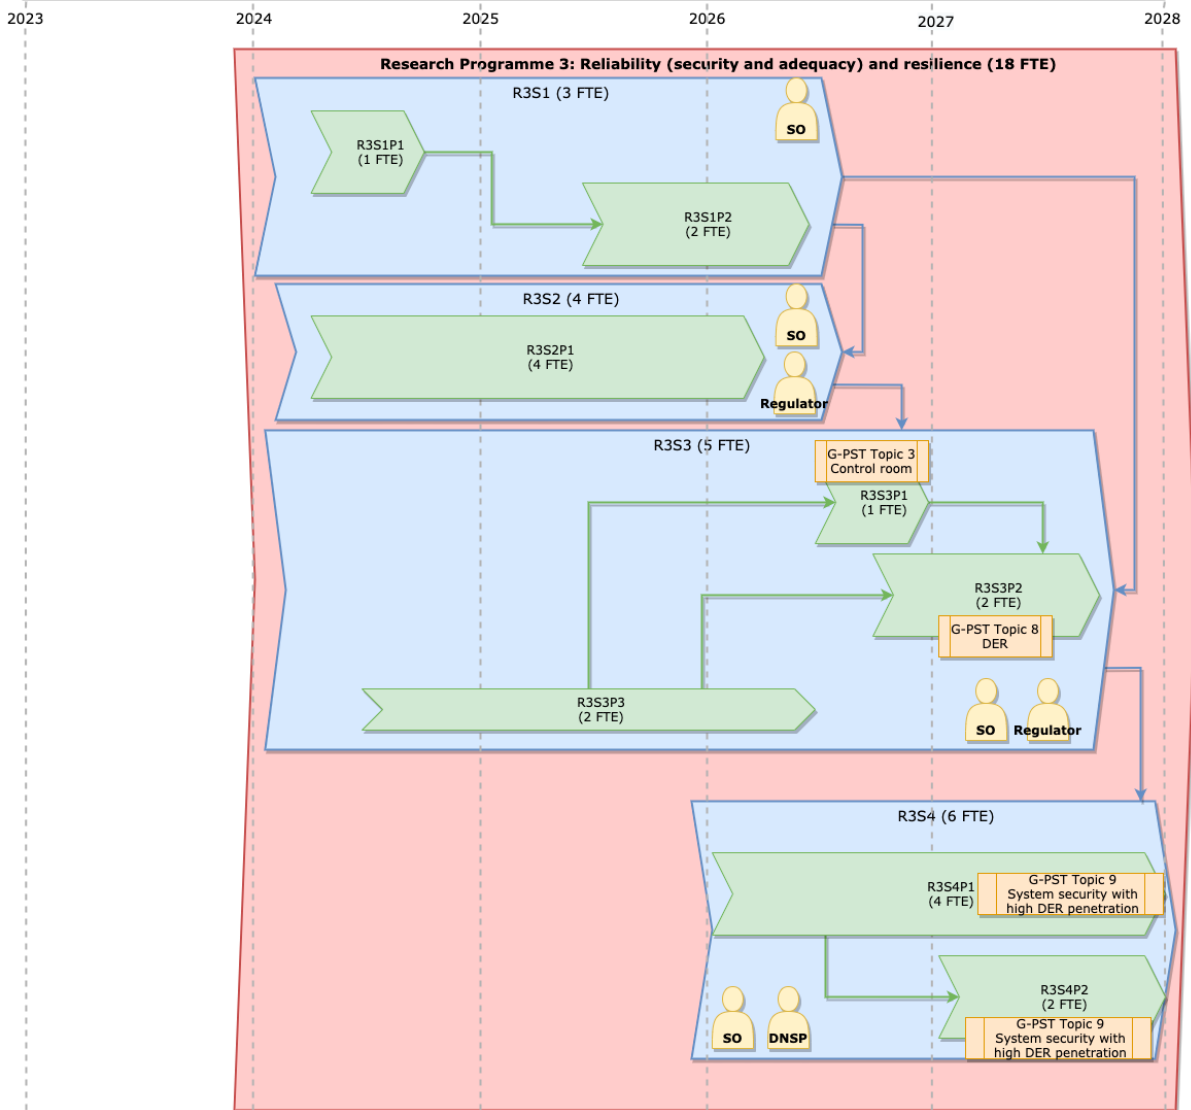 2023
2024
2025
2026
2027
2028
Research Programme 3: Reliability (security and adequacy) and resilience (18 FTE)
R3S1 (3 FTE)
SO
R3S1P1
(1 FTE)
R3S1P2
(2 FTE)
R3S2 (4 FTE)
SO
R3S2P1
(4 FTE)
Regulator
R3S3 (5 FTE)
G-PST Topic 3
Control room
R3S3P1
(1 FTE)
R3S3P2
(2 FTE)
G-PST Topic 8
DER
R3S3P3
(2 FTE)
SO
Regulator
R3S4 (6 FTE)
R3S4P1
(4 FTE)
G-PST Topic 9
System security with
high DER penetration
R3S4P2
(2 FTE)
G-PST Topic 9
System security with
high DER penetration
SO
DNSP